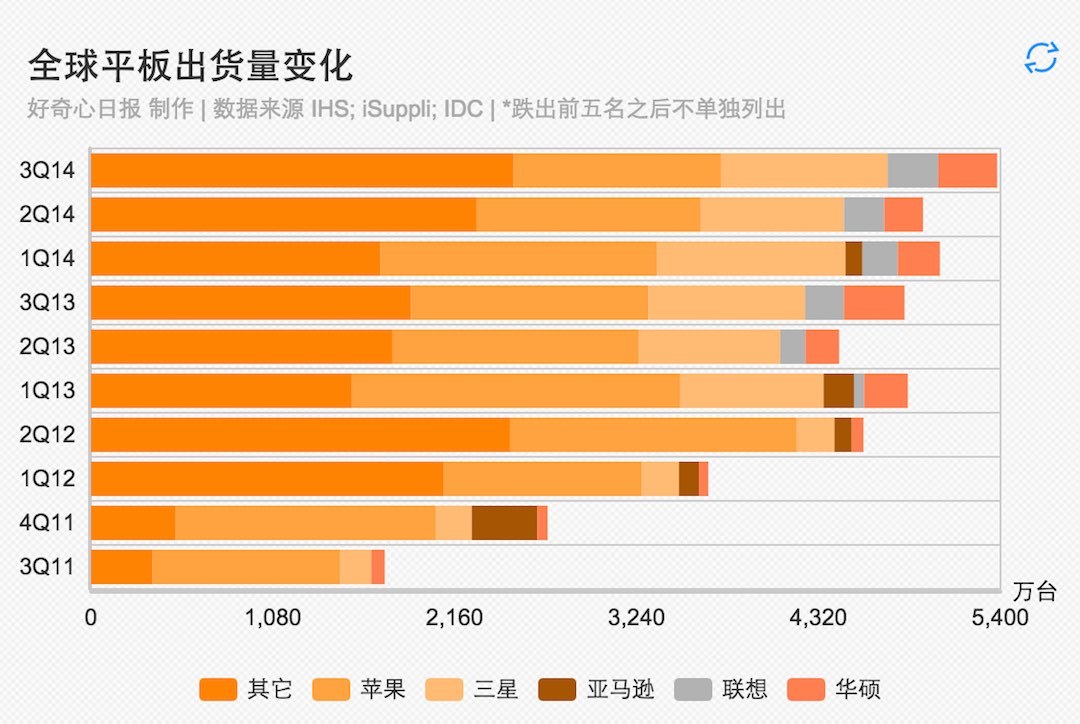 全球平板出货量变化
好奇心日报 制作 | 数据来源 IHS; iSuppli; IDC | *跌出前五名之后不单独列出
3Q14
2Q14
1Q14
3Q13
2Q13
1Q13
2Q12
1Q12
4Q11
3Q11
万台
0 1,080 2,160 3,240 4,320 5,400
其它 苹果 三星 亚马逊 联想 华硕